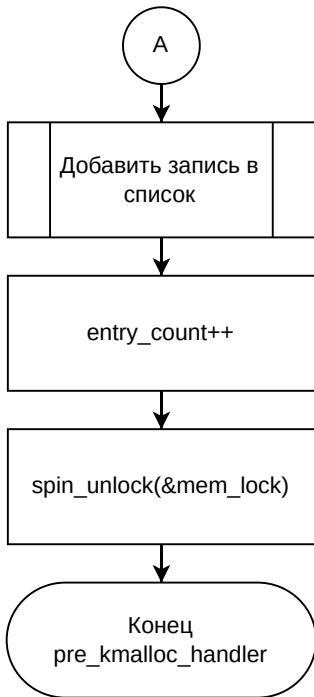 A
Добавить запись в
список
entry_count++
spin_unlock(&mem_lock)
Конец
pre_kmalloc_handler